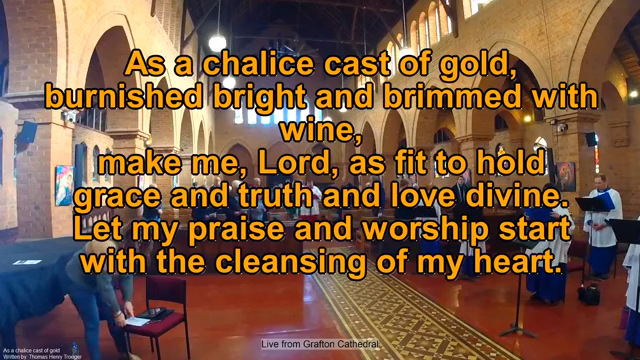 As a chalice cast of gold,
burnished bright and brimmed with
wine,
make me, Lord, as fit to hold
grace and truth and love divine.
Let my praise and worship start
with the cleansing of my heart.
As a chalice cast of gold
Written by: Thomas Henry Troeger
Live from Grafton Cathedral